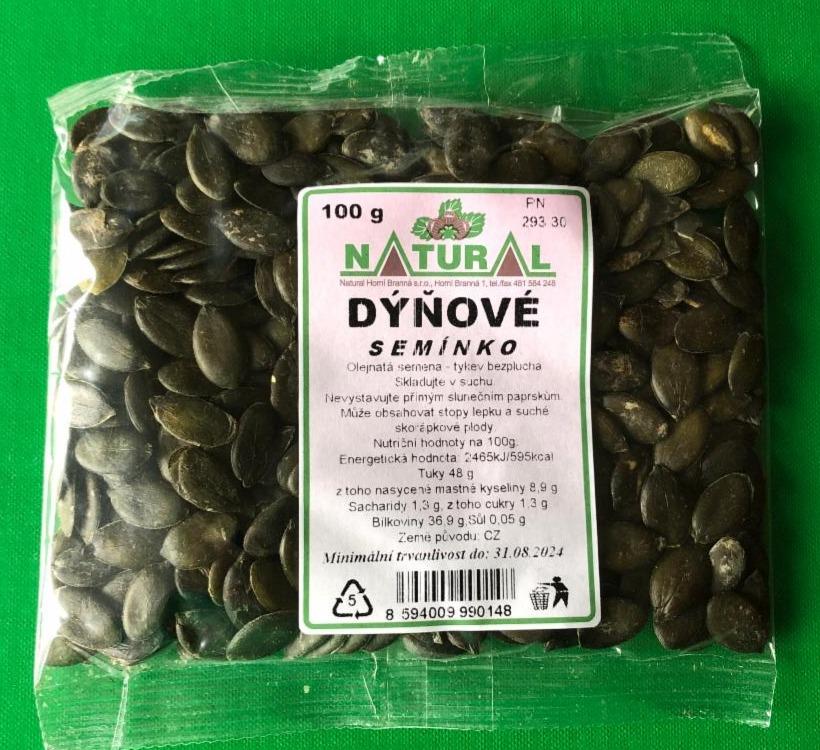 100 g
PN
293 30
NATURAL
Natural Horní Branná s.r.o., Horní Branná 1, tel./fax 481 584 248
DÝŇOVÉ
SEMÍNKO
Olejnatá semena - tykev bezplucha
Skladujte v suchu
Nevystavujte přímým slunečním paprskům.
Může obsahovat stopy lepku a suché
skořápkové plody
Nutriční hodnoty na 100g.
Energetická hodnota: 2465kJ/595kcal
Tuky 48 g
z toho nasycené mastné kyseliny 8,9 g
Sacharidy 1,3 g, z toho cukry 1,3 g
Bílkoviny 36,9 g,Sůl 0,05 g
Země původu: CZ
Minimální trvanlivost do: 31.08.2024
5
8 594009 990148